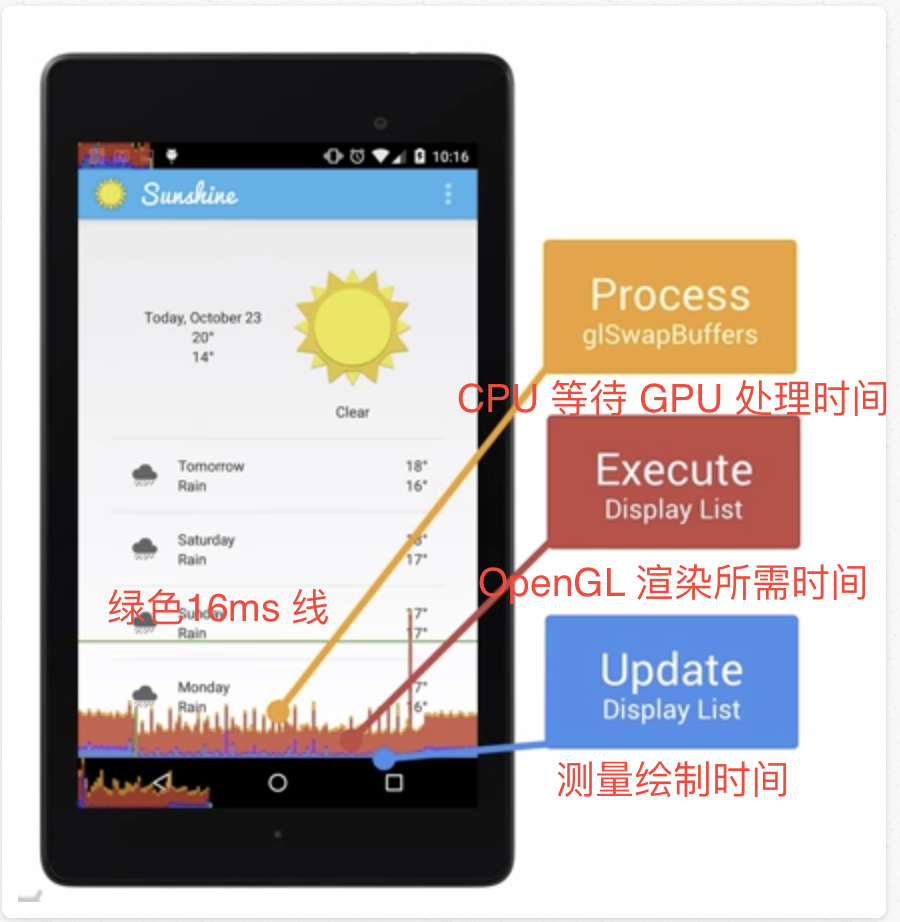 10:16
Sunshine
Today, October 23
20°
14°
Clear
Tomorrow
Rain
18°
16°
Saturday
Rain
17°
绿色16ms 线
Sunday
Rain
17°
17°
Monday
Rain
Process
glSwapBuffers
CPU 等待 GPU 处理时间
Execute
Display List
OpenGL 渲染所需时间
Update
Display List
测量绘制时间